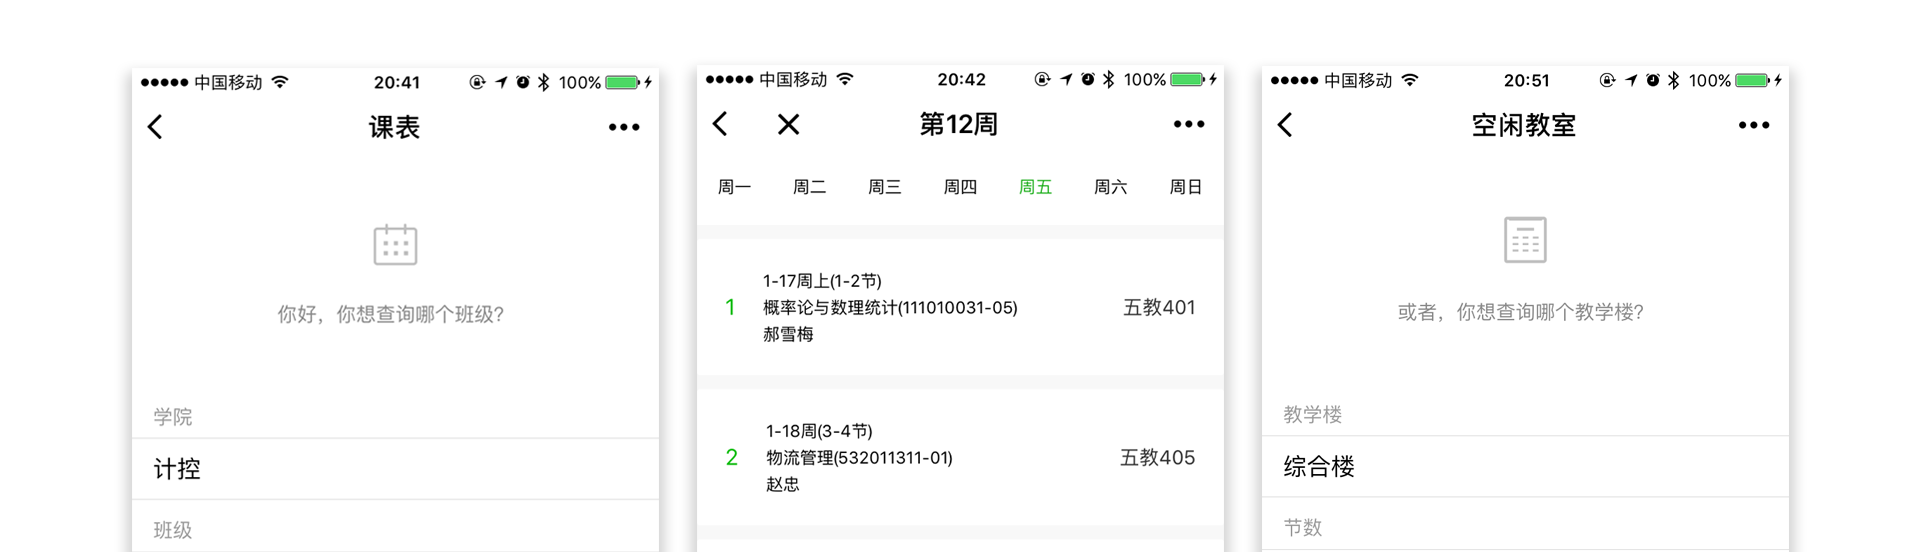 中国移动 20:41 100%
课表
你好，你想查询哪个班级？
学院
计控
班级
中国移动 20:42 100%
第12周
周一 周二 周三 周四 周五 周六 周日
1-17周上(1-2节)
1 概率论与数理统计(111010031-05) 五教401
郝雪梅
1-18周(3-4节)
2 物流管理(532011311-01) 五教405
赵忠
中国移动 20:51 100%
空闲教室
或者，你想查询哪个教学楼？
教学楼
综合楼
节数